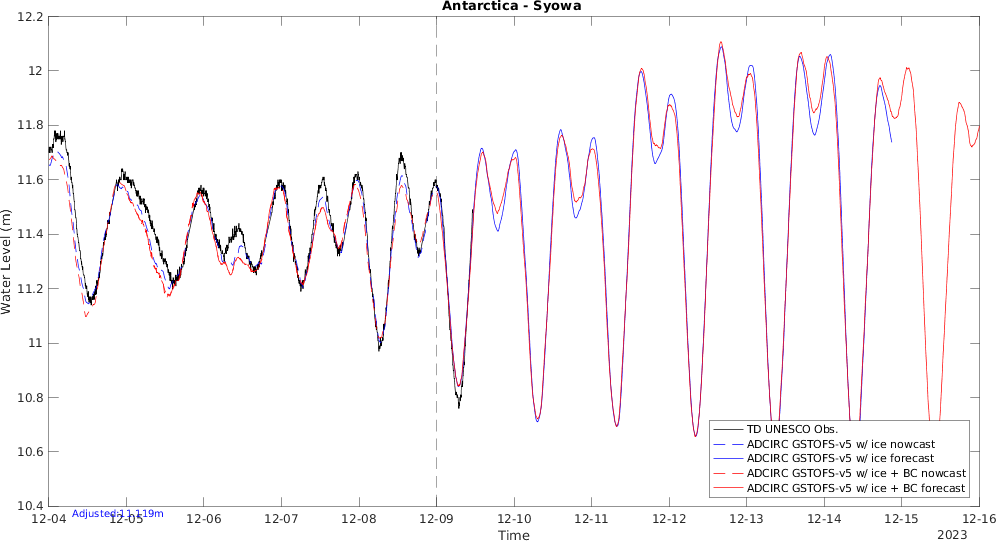 Antarctica - Syowa
12.2
12
11.8
11.6
11.4
11.2
11
10.8
10.6
10.4
Water Level (m)
TD UNESCO Obs.
ADCIRC GSTOFS-v5 w/ ice nowcast
ADCIRC GSTOFS-v5 w/ ice forecast
ADCIRC GSTOFS-v5 w/ ice + BC nowcast
ADCIRC GSTOFS-v5 w/ ice + BC forecast
Adjusted:11.119m
12-04 12-05 12-06 12-07 12-08 12-09 12-10 12-11 12-12 12-13 12-14 12-15 12-16
Time
2023